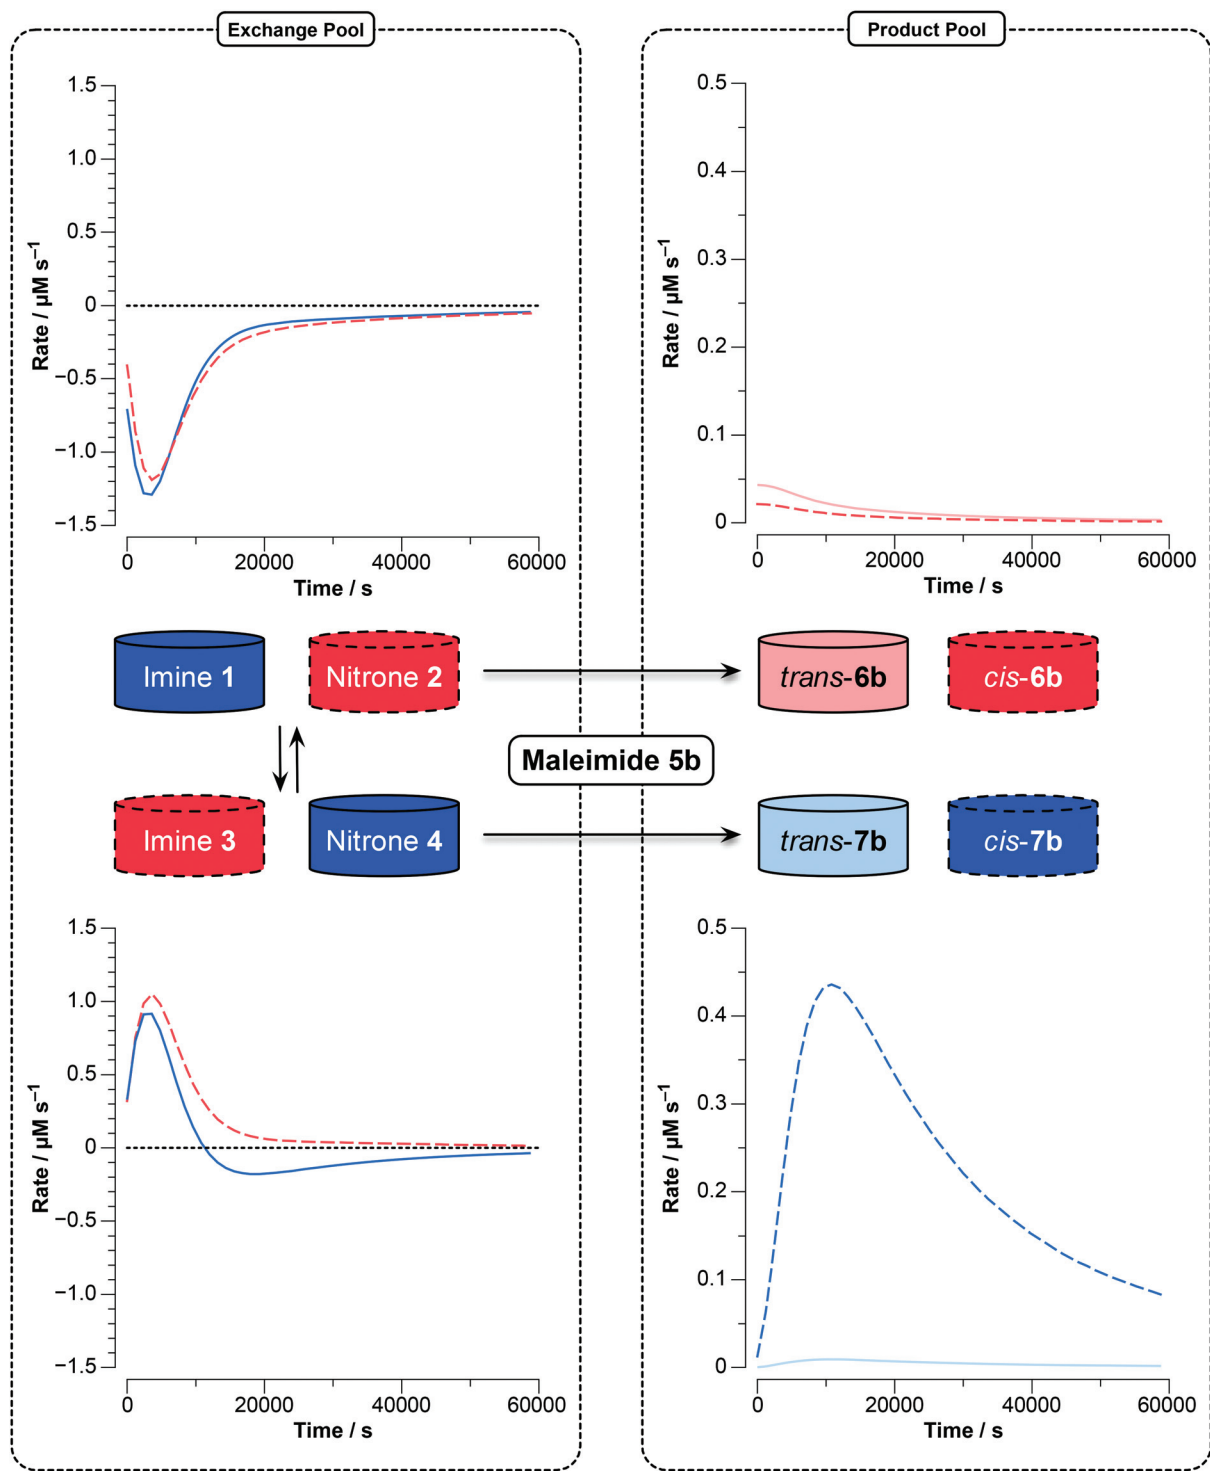 Exchange Pool
Product Pool
Rate / µM s⁻¹
1.5
1.0
0.5
0
−0.5
−1.0
−1.5
0
20000
40000
60000
Time / s
Rate / µM s⁻¹
0.5
0.4
0.3
0.2
0.1
0
0
20000
40000
60000
Time / s
Imine 1
Nitrone 2
trans-6b
cis-6b
Maleimide 5b
Imine 3
Nitrone 4
trans-7b
cis-7b
Rate / µM s⁻¹
1.5
1.0
0.5
0
−0.5
−1.0
−1.5
0
20000
40000
60000
Time / s
Rate / µM s⁻¹
0.5
0.4
0.3
0.2
0.1
0
0
20000
40000
60000
Time / s